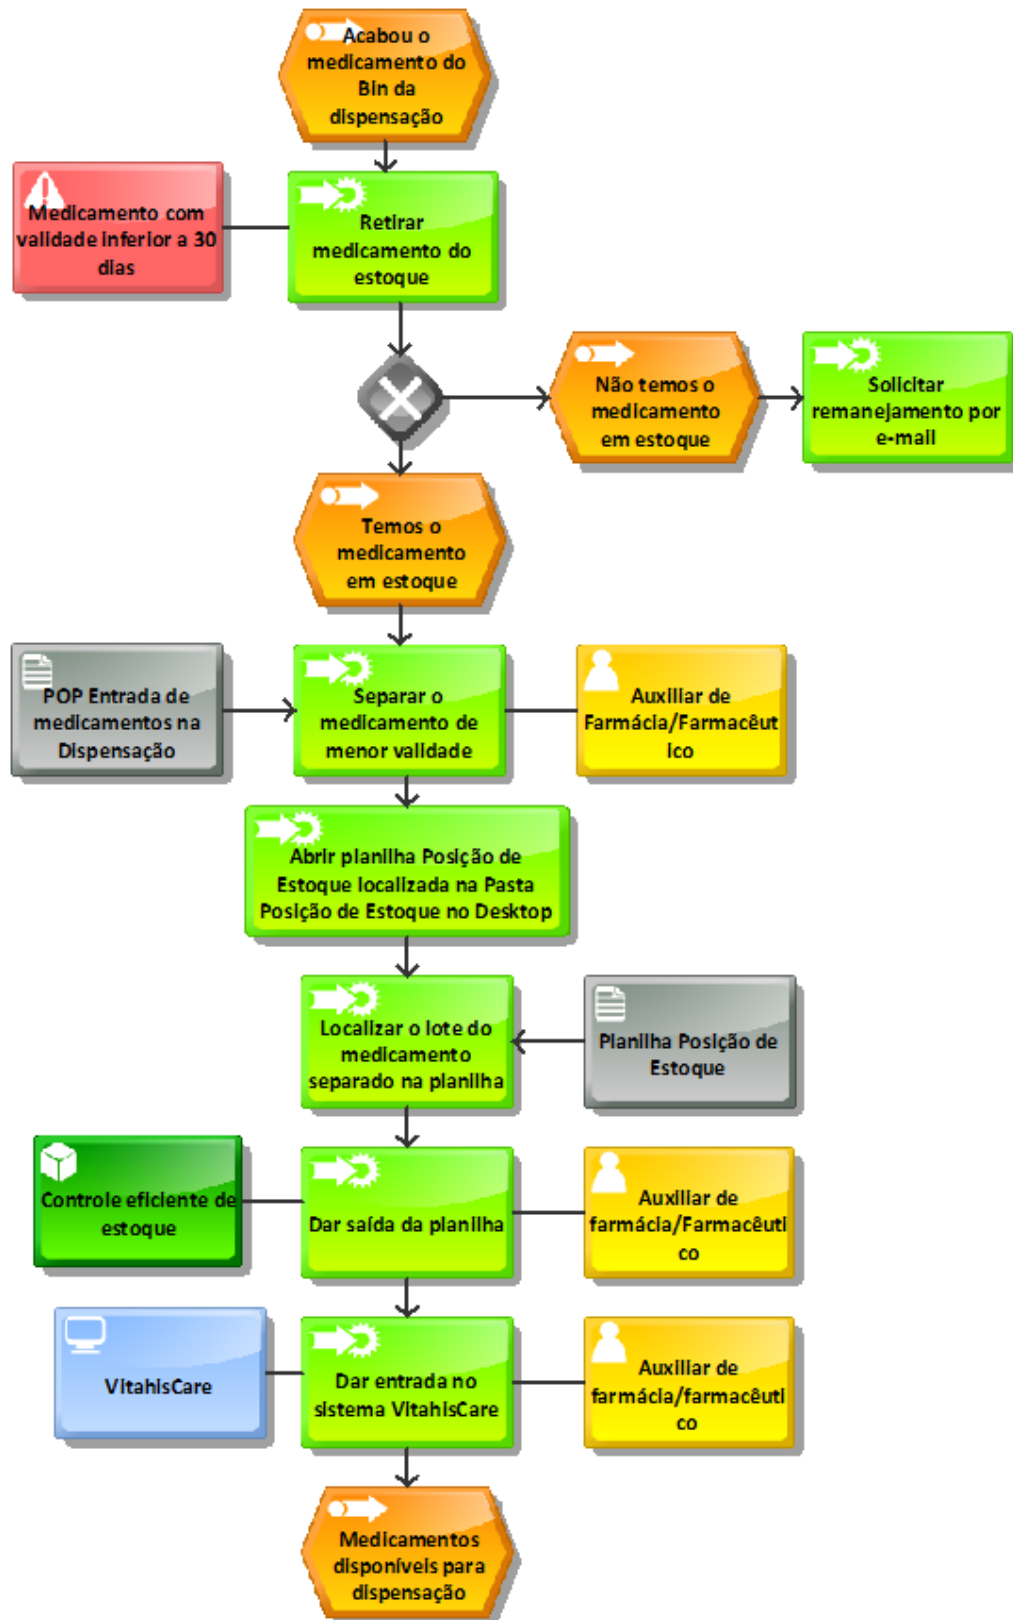 Acabou o
medicamento do
Bin da
dispensação
Medicamento com
validade inferior a 30
dias
Retirar
medicamento do
estoque
Não temos o
medicamento
em estoque
Solicitar
remanejamento por
e-mail
Temos o
medicamento
em estoque
POP Entrada de
medicamentos na
Dispensação
Separar o
medicamento de
menor validade
Auxiliar de
Farmácia/Farmacêut
ico
Abrir planilha Posição de
Estoque localizada na Pasta
Posição de Estoque no Desktop
Localizar o lote do
medicamento
separado na planilha
Planilha Posição de
Estoque
Controle eficiente de
estoque
Dar saída da planilha
Auxiliar de
farmácia/Farmacêuti
co
VitahisCare
Dar entrada no
sistema VitahisCare
Auxiliar de
farmácia/farmacêuti
co
Medicamentos
disponíveis para
dispensação